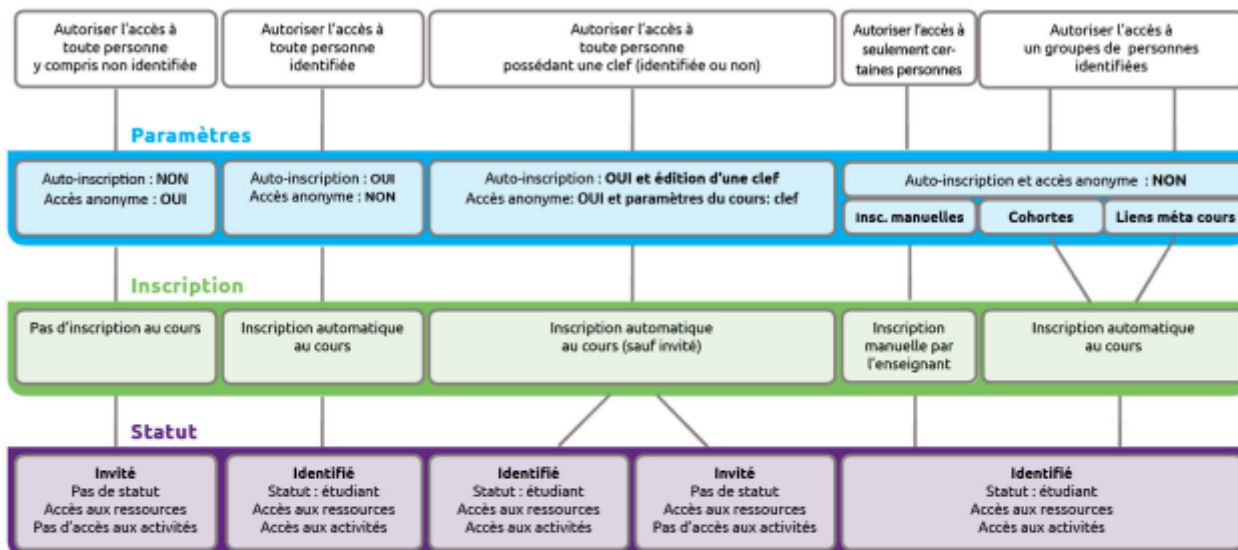 Autoriser l'accès à
toute personne
y compris non identifiée
Autoriser l'accès à
toute personne
identifiée
Autoriser l'accès à
toute personne
possédant une clef (identifiée ou non)
Autoriser l'accès à
seulement cer-
taines personnes
Autoriser l'accès à
un groupes de personnes
identifiées
Paramètres
Auto-inscription : NON
Accès anonyme : OUI
Auto-inscription : OUI
Accès anonyme : NON
Auto-inscription : OUI et édition d'une clef
Accès anonyme: OUI et paramètres du cours: clef
Auto-inscription et accès anonyme : NON
Insc. manuelles
Cohortes
Liens méta cours
Inscription
Pas d'inscription au cours
Inscription automatique
au cours
Inscription automatique
au cours (sauf invité)
Inscription
manuelle par
l'enseignant
Inscription automatique
au cours
Statut
Invité
Pas de statut
Accès aux ressources
Pas d'accès aux activités
Identifié
Statut : étudiant
Accès aux ressources
Accès aux activités
Identifié
Statut : étudiant
Accès aux ressources
Accès aux activités
Invité
Pas de statut
Accès aux ressources
Pas d'accès aux activités
Identifié
Statut : étudiant
Accès aux ressources
Accès aux activités